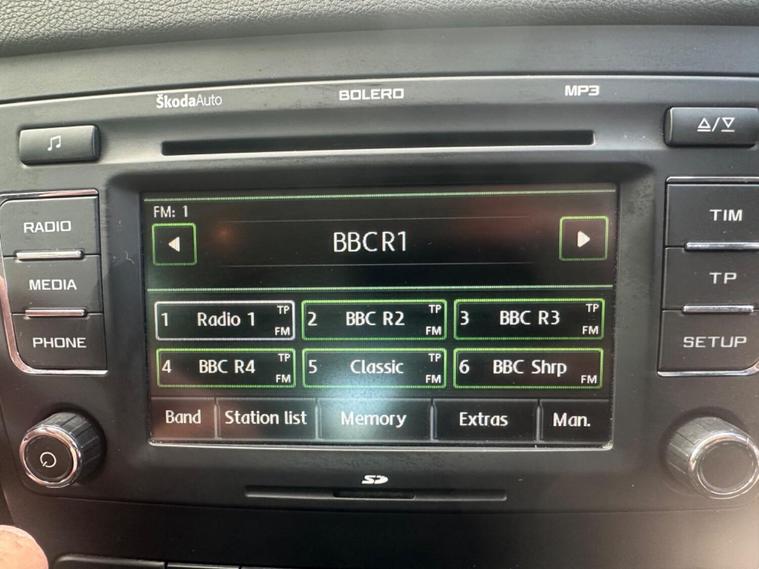 ŠkodaAuto BOLERO MP3
FM: 1
BBC R1
RADIO
MEDIA
PHONE
1 Radio 1 TP FM
2 BBC R2 TP FM
3 BBC R3 TP FM
4 BBC R4 TP FM
5 Classic TP FM
6 BBC Shrp FM
Band Station list Memory Extras Man.
TIM
TP
SETUP
SD